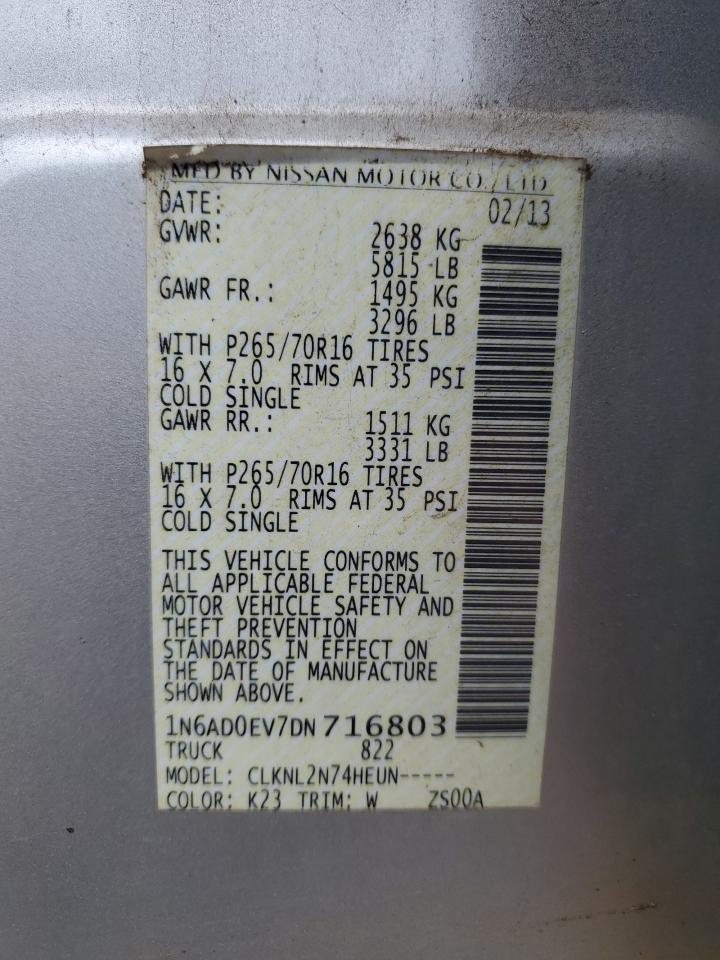 MFD BY NISSAN MOTOR CO., LTD
DATE: 02/13
GVWR: 2638 KG
5815 LB
GAWR FR.: 1495 KG
3296 LB
WITH P265/70R16 TIRES
16 X 7.0 RIMS AT 35 PSI
COLD SINGLE
GAWR RR.: 1511 KG
3331 LB
WITH P265/70R16 TIRES
16 X 7.0 RIMS AT 35 PSI
COLD SINGLE
THIS VEHICLE CONFORMS TO
ALL APPLICABLE FEDERAL
MOTOR VEHICLE SAFETY AND
THEFT PREVENTION
STANDARDS IN EFFECT ON
THE DATE OF MANUFACTURE
SHOWN ABOVE.
1N6AD0EV7DN716803
TRUCK 822
MODEL: CLKNL2N74HEUN-----
COLOR: K23 TRIM: W ZS00A